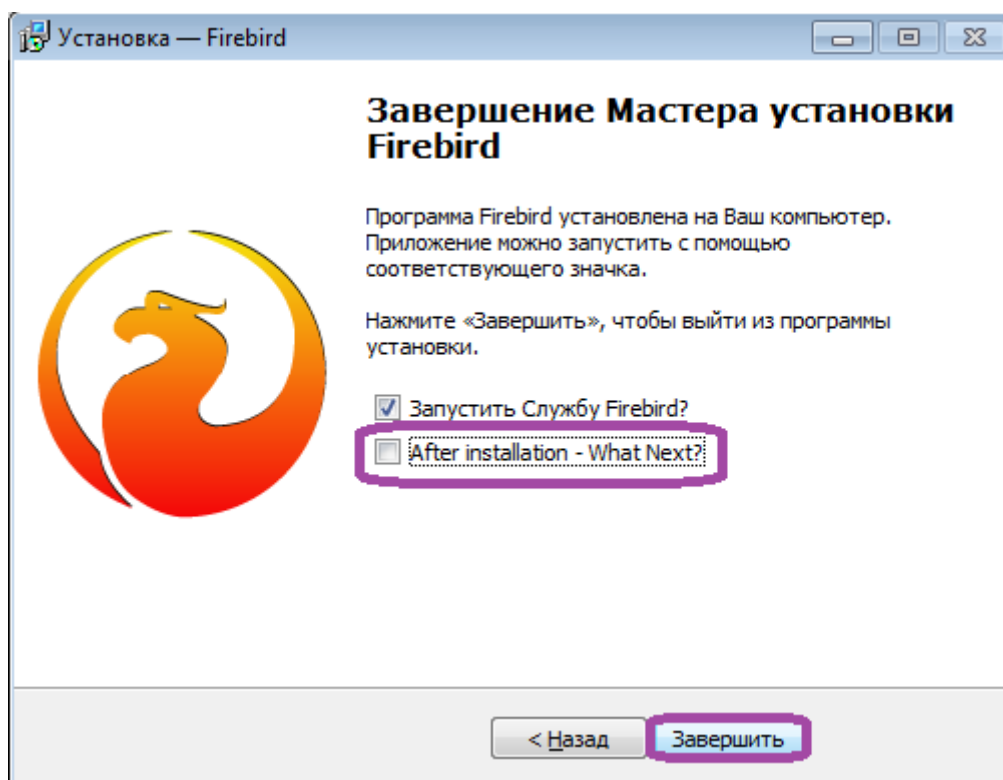 Установка — Firebird
Завершение Мастера установки
Firebird
Программа Firebird установлена на Ваш компьютер.
Приложение можно запустить с помощью
соответствующего значка.
Нажмите «Завершить», чтобы выйти из программы
установки.
Запустить Службу Firebird?
After installation - What Next?
< Назад
Завершить